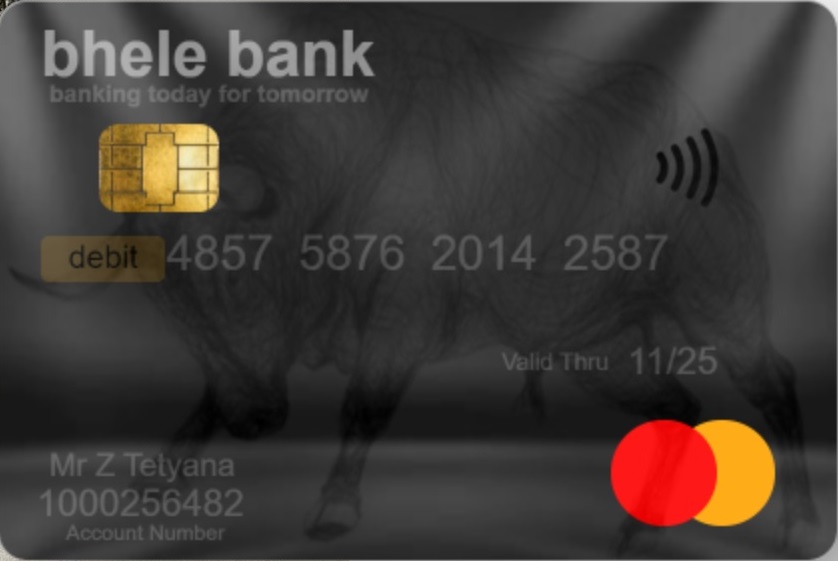 bhele bank
banking today for tomorrow
debit 4857 5876 2014 2587
Valid Thru 11/25
Mr Z Tetyana
1000256482
Account Number